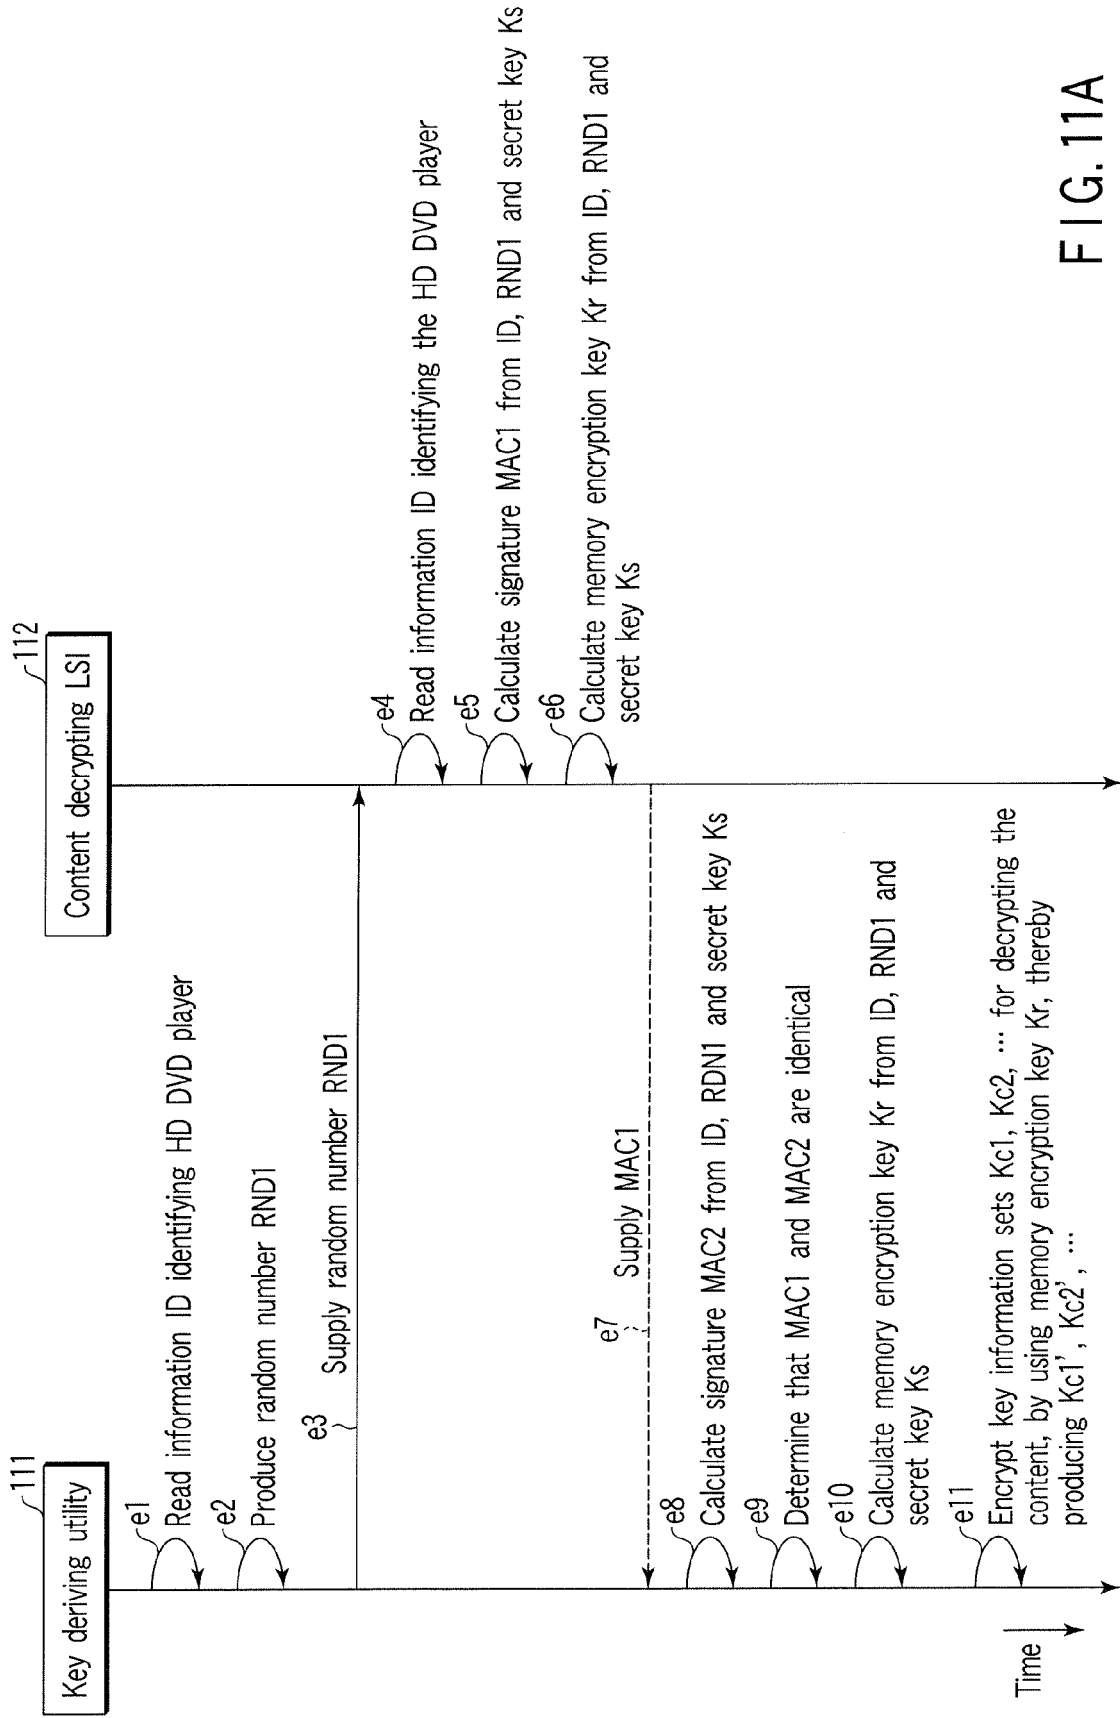 Key deriving utility
111
Content decrypting LSI
112
e1
Read information ID identifying HD DVD player
e2
Produce random number RND1
e3
Supply random number RND1
e4
Read information ID identifying the HD DVD player
e5
Calculate signature MAC1 from ID, RND1 and secret key Ks
e6
Calculate memory encryption key Kr from ID, RND1 and
secret key Ks
e7
Supply MAC1
e8
Calculate signature MAC2 from ID, RDN1 and secret key Ks
e9
Determine that MAC1 and MAC2 are identical
e10
Calculate memory encryption key Kr from ID, RND1 and
secret key Ks
e11
Encrypt key information sets Kc1, Kc2, ··· for decrypting the
content, by using memory encryption key Kr, thereby
producing Kc1', Kc2', ···
Time
FIG. 11A